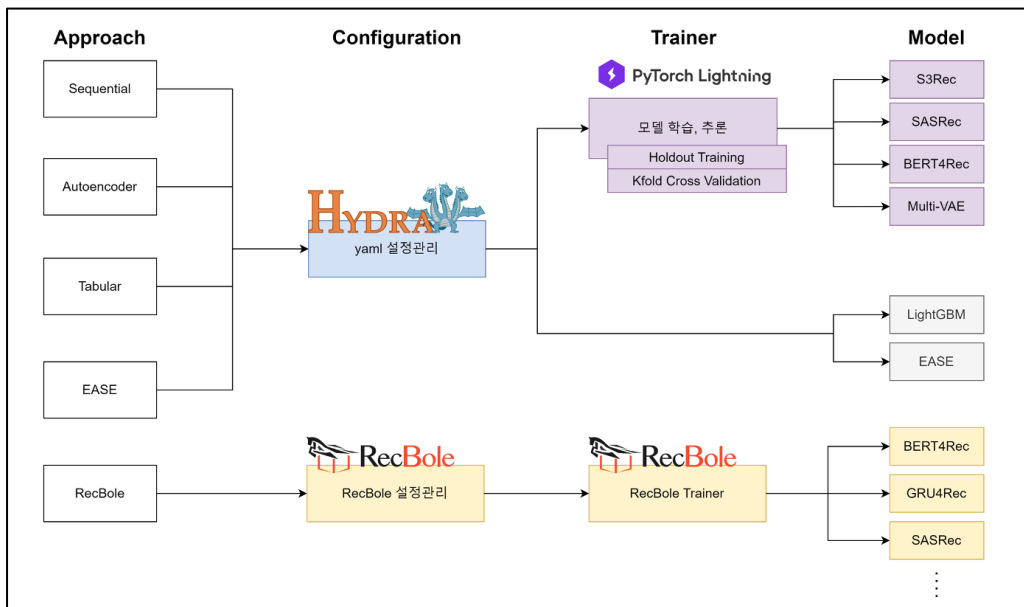 Approach
Configuration
Trainer
Model
Sequential
Autoencoder
Tabular
EASE
RecBole
HYDRA
yaml 설정관리
RecBole
RecBole 설정관리
PyTorch Lightning
모델 학습, 추론
Holdout Training
Kfold Cross Validation
RecBole
RecBole Trainer
S3Rec
SASRec
BERT4Rec
Multi-VAE
LightGBM
EASE
BERT4Rec
GRU4Rec
SASRec